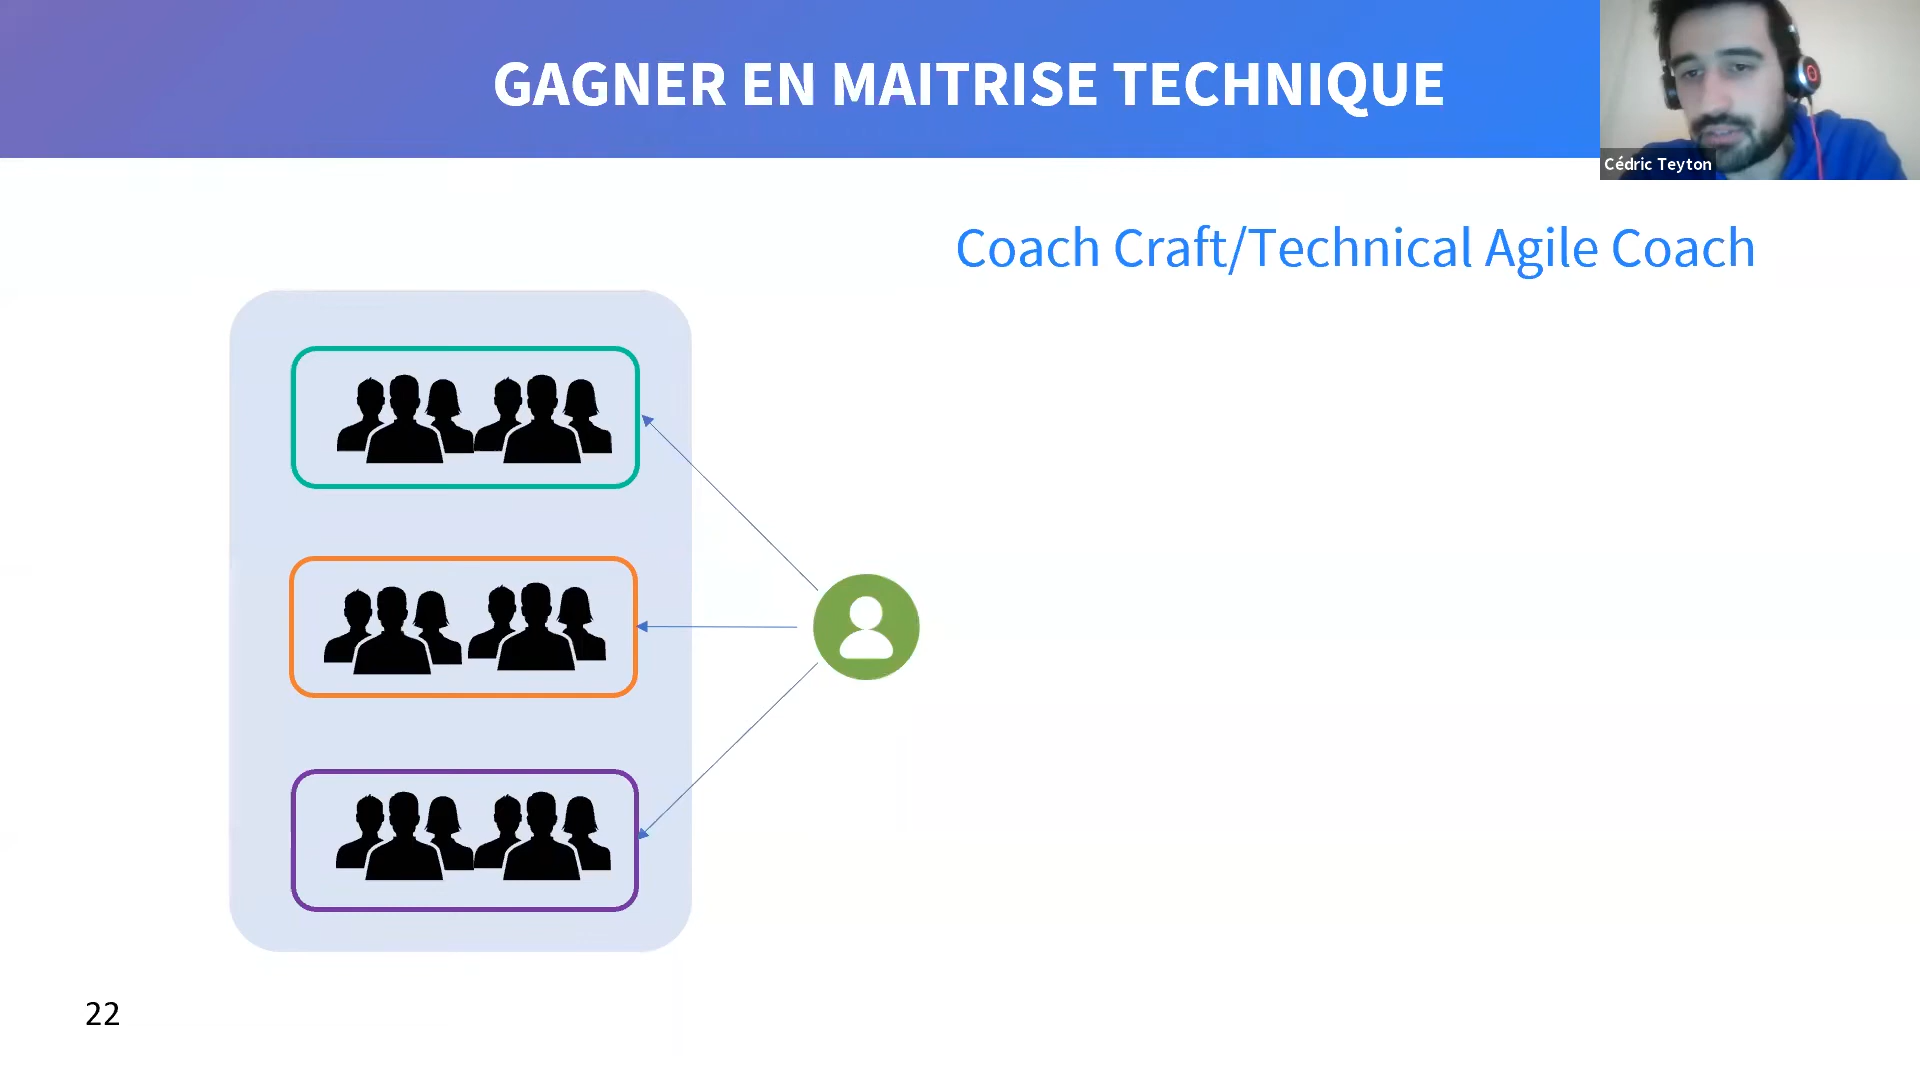 GAGNER EN MAITRISE TECHNIQUE
Cédric Teyton
Coach Craft/Technical Agile Coach
22